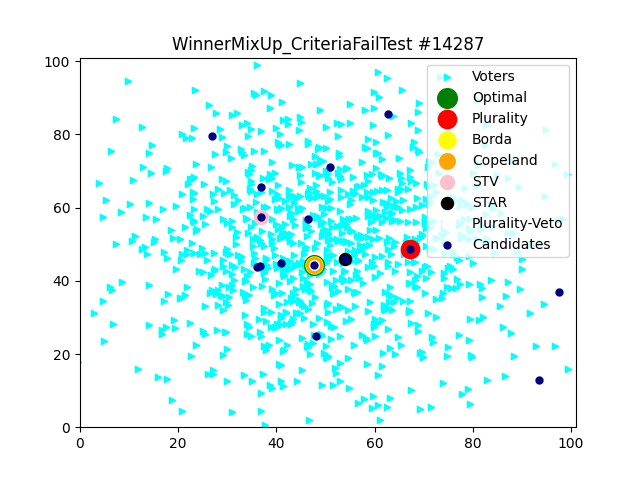 WinnerMixUp_CriteriaFailTest #14287
100
80
60
40
20
0
0 20 40 60 80 100
Voters
Optimal
Plurality
Borda
Copeland
STV
STAR
Plurality-Veto
Candidates